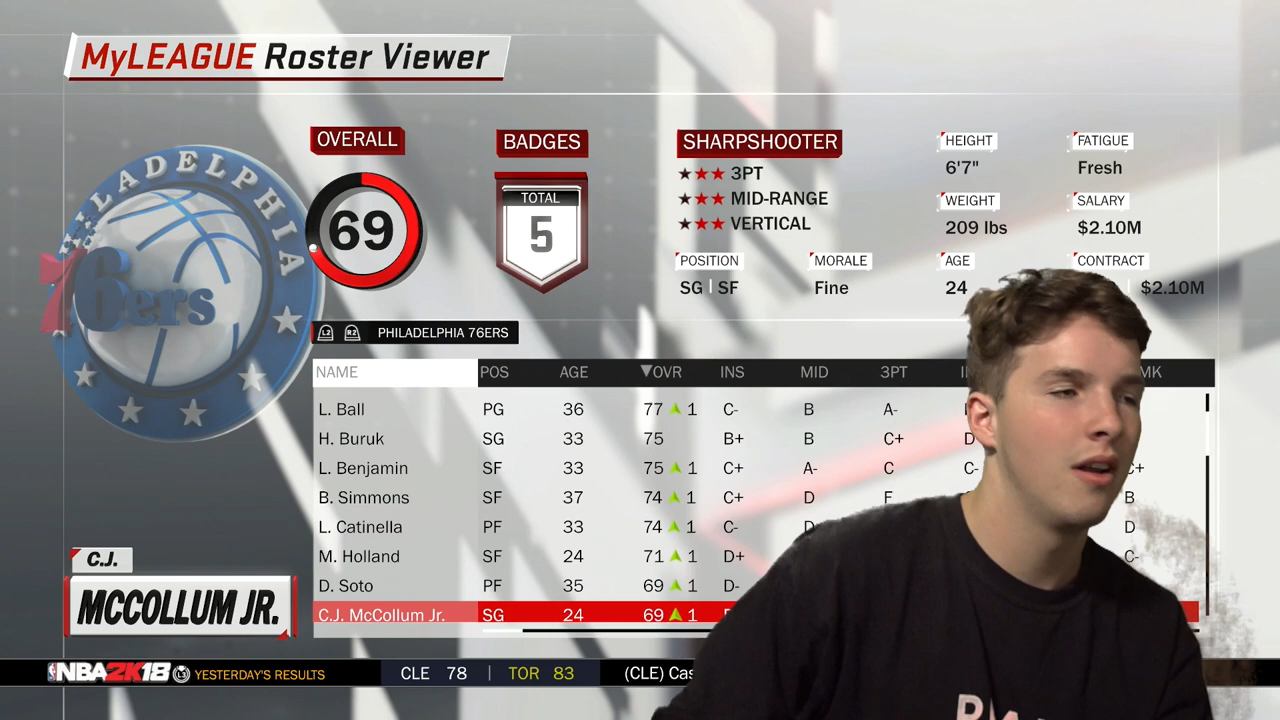 MyLEAGUE Roster Viewer
PHILADELPHIA
76ers
OVERALL
69
BADGES
TOTAL
5
SHARPSHOOTER
★★★ 3PT
★★★ MID-RANGE
★★★ VERTICAL
POSITION
SG | SF
MORALE
Fine
HEIGHT
6'7"
WEIGHT
209 lbs
AGE
24
FATIGUE
Fresh
SALARY
$2.10M
CONTRACT
$2.10M
L2 R2 PHILADELPHIA 76ERS
NAME POS AGE ▼OVR INS MID 3PT
L. Ball PG 36 77 ▲ 1 C- B A-
H. Buruk SG 33 75 B+ B C+ D
L. Benjamin SF 33 75 ▲ 1 C+ A- C C- C+
B. Simmons SF 37 74 ▲ 1 C+ D F B
L. Catinella PF 33 74 ▲ 1 C- D
M. Holland SF 24 71 ▲ 1 D+ C-
D. Soto PF 35 69 ▲ 1 D-
C.J. McCollum Jr. SG 24 69 ▲ 1
C.J.
MCCOLLUM JR.
NBA2K18 YESTERDAY'S RESULTS CLE 78 | TOR 83 (CLE)